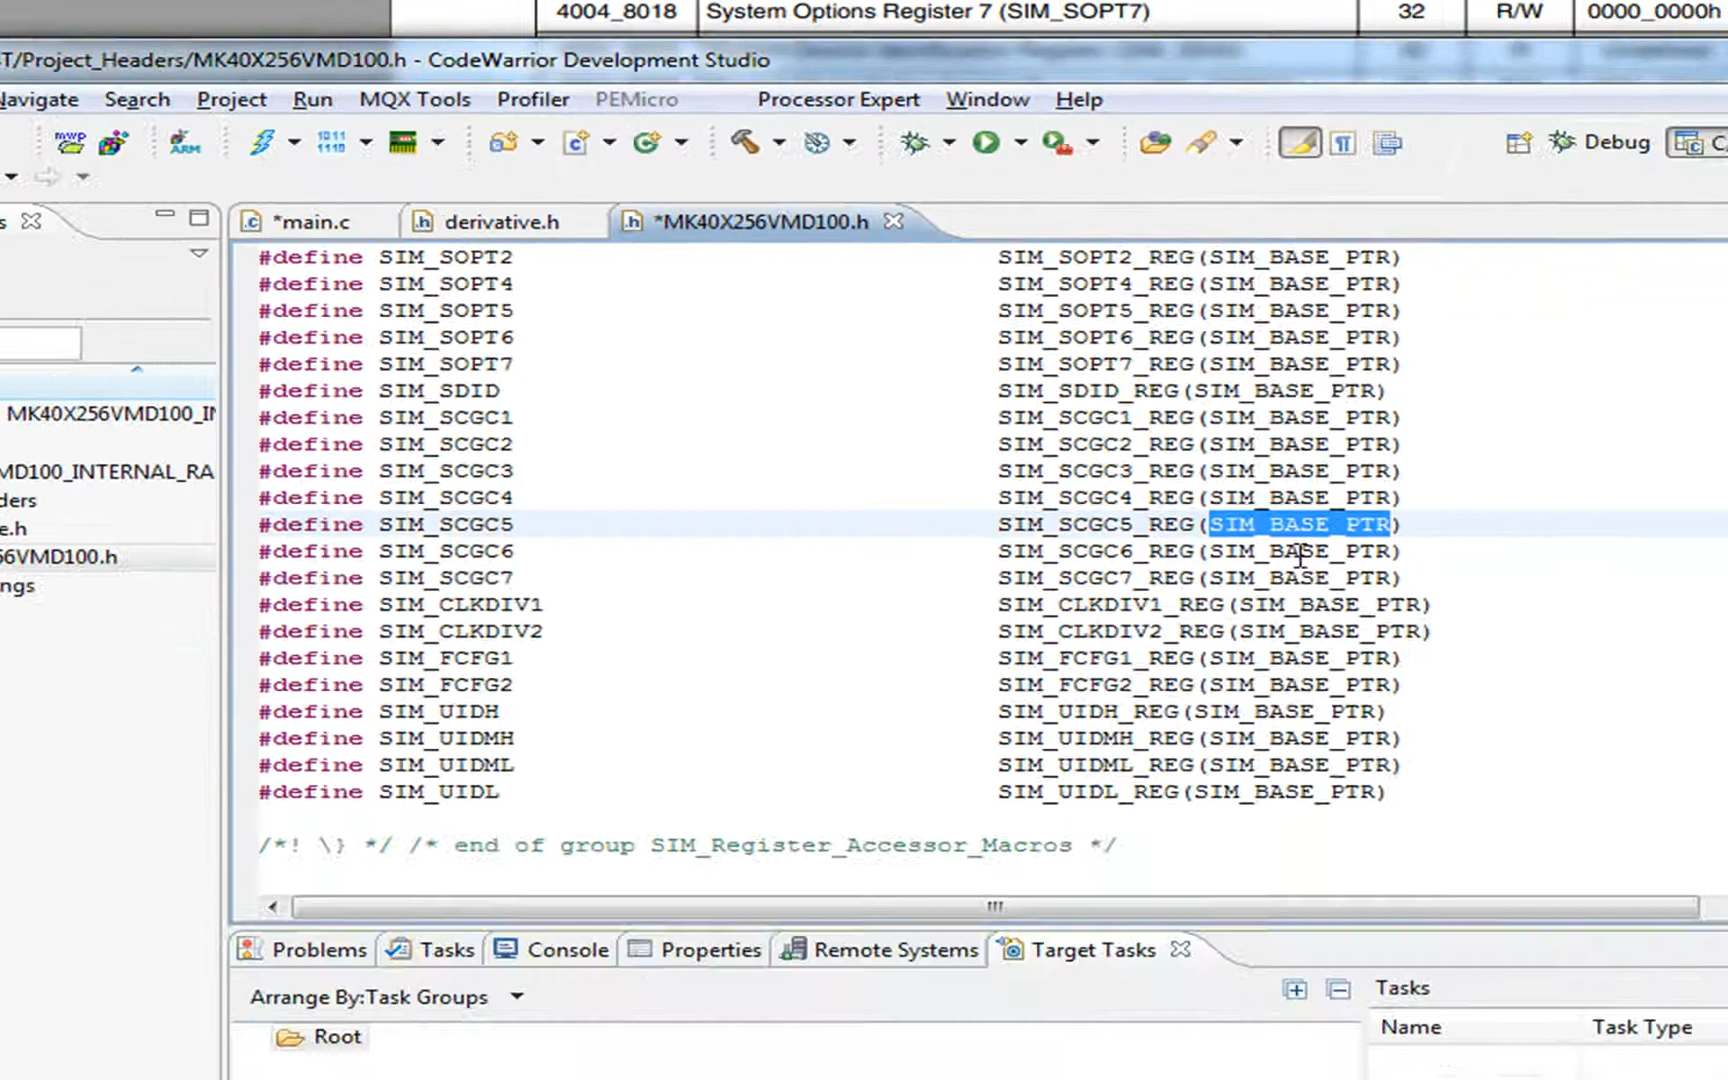 4004_8018 System Options Register 7 (SIM_SOPT7) 32 R/W 0000_0000h
T/Project_Headers/MK40X256VMD100.h - CodeWarrior Development Studio
Navigate Search Project Run MQX Tools Profiler PEMicro Processor Expert Window Help
Debug C
*main.c derivative.h *MK40X256VMD100.h
#define SIM_SOPT2 SIM_SOPT2_REG(SIM_BASE_PTR)
#define SIM_SOPT4 SIM_SOPT4_REG(SIM_BASE_PTR)
#define SIM_SOPT5 SIM_SOPT5_REG(SIM_BASE_PTR)
#define SIM_SOPT6 SIM_SOPT6_REG(SIM_BASE_PTR)
#define SIM_SOPT7 SIM_SOPT7_REG(SIM_BASE_PTR)
#define SIM_SDID SIM_SDID_REG(SIM_BASE_PTR)
#define SIM_SCGC1 SIM_SCGC1_REG(SIM_BASE_PTR)
#define SIM_SCGC2 SIM_SCGC2_REG(SIM_BASE_PTR)
#define SIM_SCGC3 SIM_SCGC3_REG(SIM_BASE_PTR)
#define SIM_SCGC4 SIM_SCGC4_REG(SIM_BASE_PTR)
#define SIM_SCGC5 SIM_SCGC5_REG(SIM_BASE_PTR)
#define SIM_SCGC6 SIM_SCGC6_REG(SIM_BASE_PTR)
#define SIM_SCGC7 SIM_SCGC7_REG(SIM_BASE_PTR)
#define SIM_CLKDIV1 SIM_CLKDIV1_REG(SIM_BASE_PTR)
#define SIM_CLKDIV2 SIM_CLKDIV2_REG(SIM_BASE_PTR)
#define SIM_FCFG1 SIM_FCFG1_REG(SIM_BASE_PTR)
#define SIM_FCFG2 SIM_FCFG2_REG(SIM_BASE_PTR)
#define SIM_UIDH SIM_UIDH_REG(SIM_BASE_PTR)
#define SIM_UIDMH SIM_UIDMH_REG(SIM_BASE_PTR)
#define SIM_UIDML SIM_UIDML_REG(SIM_BASE_PTR)
#define SIM_UIDL SIM_UIDL_REG(SIM_BASE_PTR)
/*! \} */ /* end of group SIM_Register_Accessor_Macros */
s
MK40X256VMD100_IN
MD100_INTERNAL_RA
ders
e.h
56VMD100.h
ngs
Problems Tasks Console Properties Remote Systems Target Tasks
Arrange By:Task Groups
Root
Tasks
Name Task Type